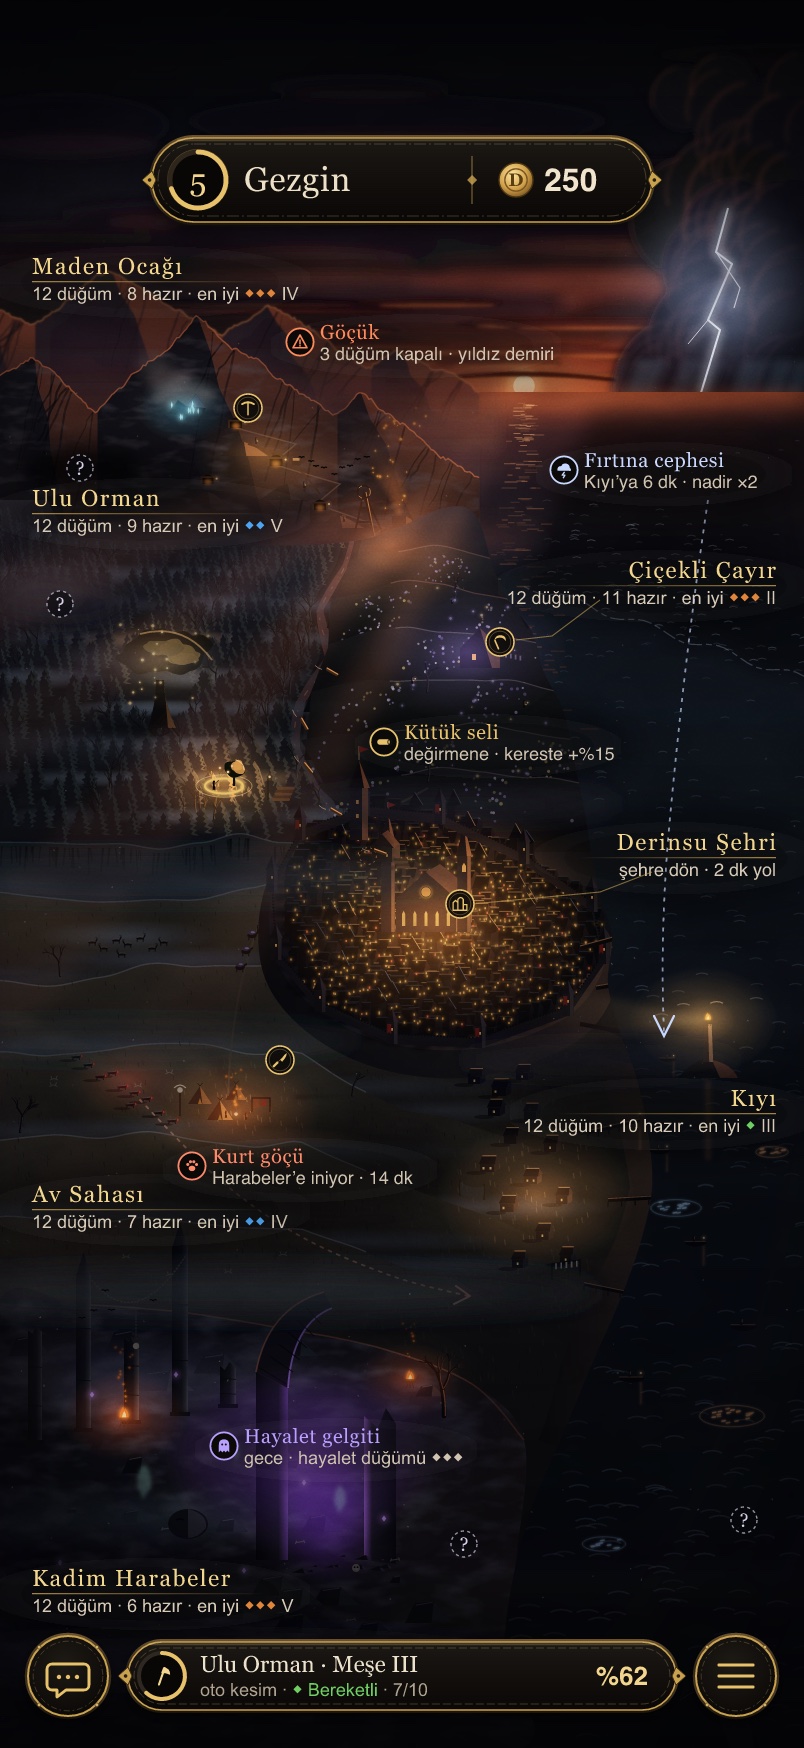 5 Gezgin D 250
Maden Ocağı
12 düğüm · 8 hazır · en iyi ◆◆◆ IV
Göçük
3 düğüm kapalı · yıldız demiri
?
Fırtına cephesi
Kıyı’ya 6 dk · nadir ×2
Ulu Orman
12 düğüm · 9 hazır · en iyi ◆◆ V
Çiçekli Çayır
12 düğüm · 11 hazır · en iyi ◆◆◆ II
?
Kütük seli
değirmene · kereste +%15
Derinsu Şehri
şehre dön · 2 dk yol
Kıyı
12 düğüm · 10 hazır · en iyi ◆ III
Kurt göçü
Harabeler’e iniyor · 14 dk
Av Sahası
12 düğüm · 7 hazır · en iyi ◆◆ IV
Hayalet gelgiti
gece · hayalet düğümü ◆◆◆
?
?
Kadim Harabeler
12 düğüm · 6 hazır · en iyi ◆◆◆ V
Ulu Orman · Meşe III
oto kesim · ◆ Bereketli · 7/10
%62